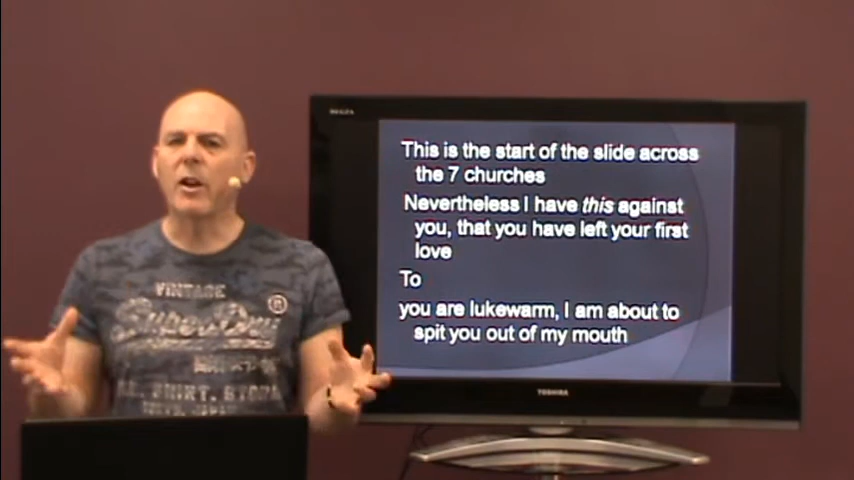 REGZA
This is the start of the slide across
the 7 churches
Nevertheless I have this against
you, that you have left your first
love
To
you are lukewarm, I am about to
spit you out of my mouth
TOSHIBA
VINTAGE
SuperDry